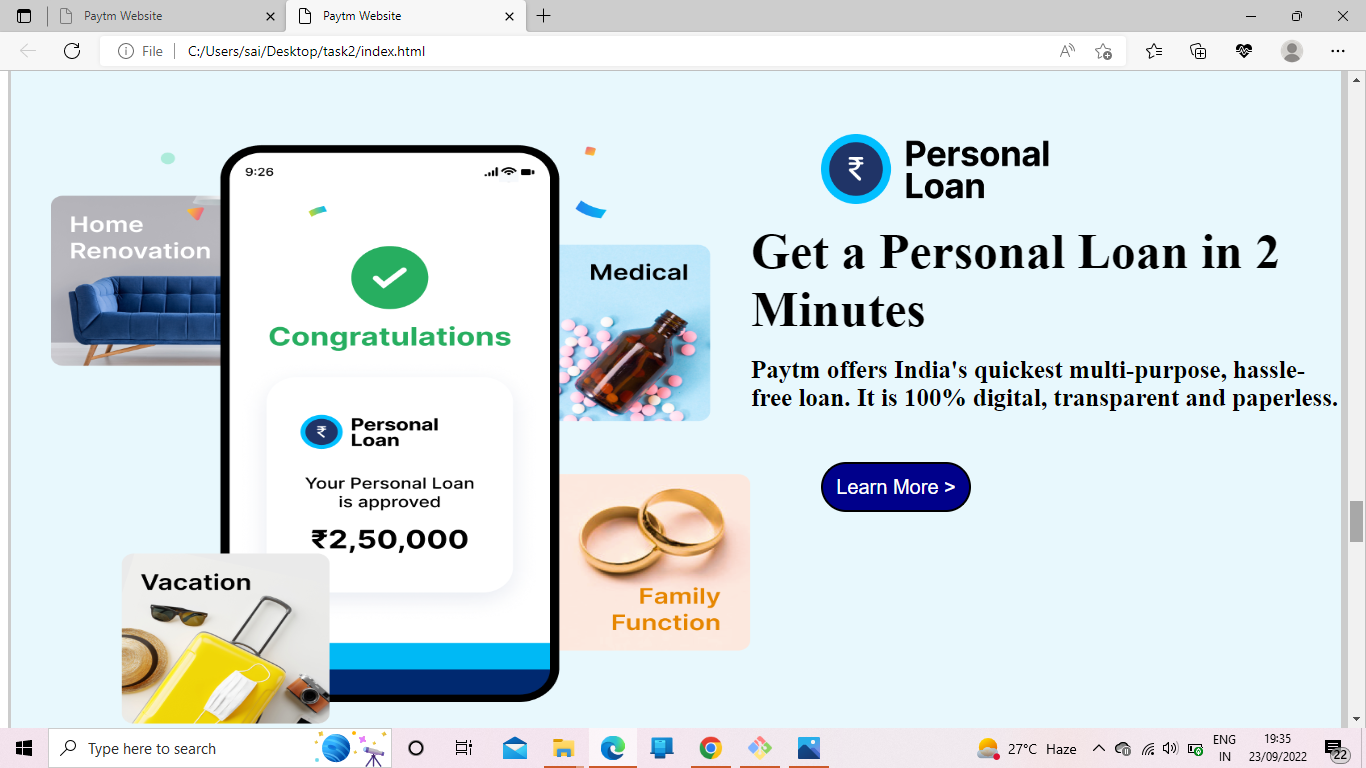 Paytm Website
Paytm Website
File
C:/Users/sai/Desktop/task2/index.html
9:26
Home
Renovation
Congratulations
₹
Personal
Loan
Your Personal Loan
is approved
₹2,50,000
Medical
Family
Function
Vacation
₹
Personal
Loan
Get a Personal Loan in 2
Minutes
Paytm offers India's quickest multi-purpose, hassle-
free loan. It is 100% digital, transparent and paperless.
Learn More >
Type here to search
27°C Haze
ENG
IN
19:35
23/09/2022
22